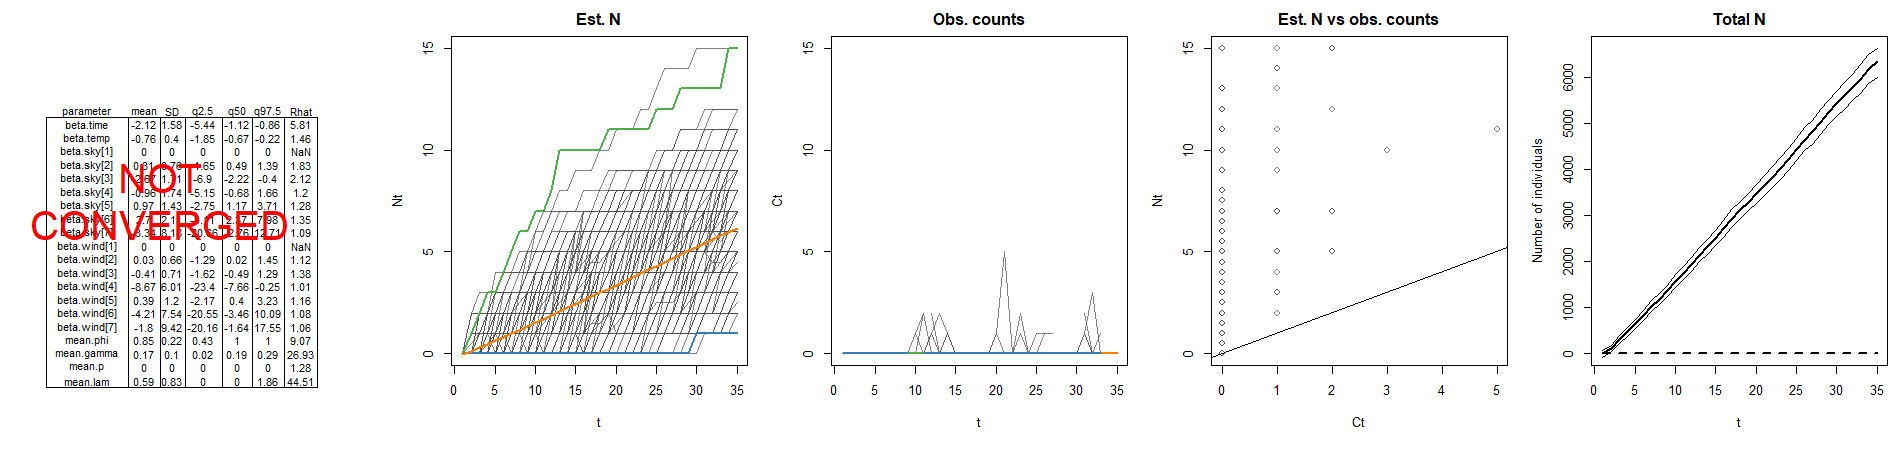 parameter mean SD q2.5 q50 q97.5 Rhat
beta.time -2.12 1.58 -5.44 -1.12 -0.86 5.81
beta.temp -0.76 0.4 -1.85 -0.67 -0.22 1.46
beta.sky[1] 0 0 0 0 0 NaN
beta.sky[2] 0.49 1.39 1.83
beta.sky[3] -6.9 -2.22 -0.4 2.12
beta.sky[4] -5.15 -0.68 1.66 1.2
beta.sky[5] 0.97 1.43 -2.75 1.17 3.71 1.28
1.35
1.09
NOT
CONVERGED
beta.wind[1] 0 0 0 0 0 NaN
beta.wind[2] 0.03 0.66 -1.29 0.02 1.45 1.12
beta.wind[3] -0.41 0.71 -1.62 -0.49 1.29 1.38
beta.wind[4] -8.67 6.01 -23.4 -7.66 -0.25 1.01
beta.wind[5] 0.39 1.2 -2.17 0.4 3.23 1.16
beta.wind[6] -4.21 7.54 -20.55 -3.46 10.09 1.08
beta.wind[7] -1.8 9.42 -20.16 -1.64 17.55 1.06
mean.phi 0.85 0.22 0.43 1 1 9.07
mean.gamma 0.17 0.1 0.02 0.19 0.29 26.93
mean.p 0 0 0 0 0 1.28
mean.lam 0.59 0.83 0 0 1.86 44.51
Est. N
Nt
15
10
5
0
0 5 10 15 20 25 30 35
t
Obs. counts
Ct
15
10
5
0
0 5 10 15 20 25 30 35
t
Est. N vs obs. counts
Nt
15
10
5
0
0 1 2 3 4 5
Ct
Total N
Number of individuals
6000
5000
4000
3000
2000
1000
0
0 5 10 15 20 25 30 35
t